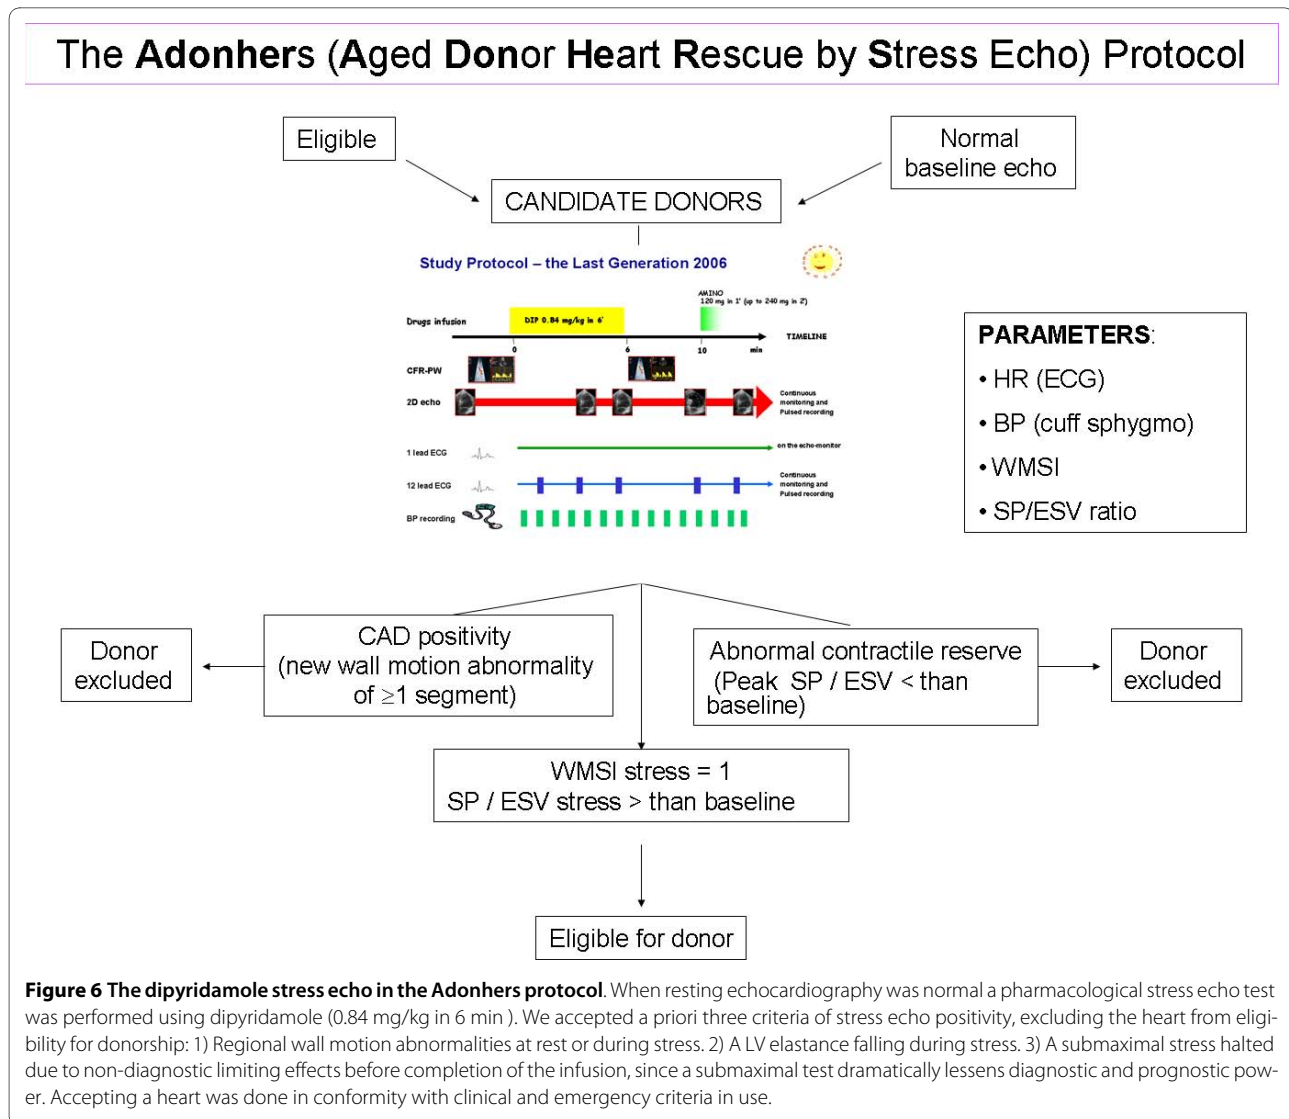 The Adonhers (Aged Donor Heart Rescue by Stress Echo) Protocol
Eligible
Normal
baseline echo
CANDIDATE DONORS
Study Protocol – the Last Generation 2006
AMINO
120 mg in 1' (up to 240 mg in 2')
Drugs infusion
DIP 0.84 mg/kg in 6'
TIMELINE
0
6
10
min
CFR-PW
2D echo
Continuous
monitoring and
Pulsed recording
1 lead ECG
on the echo-monitor
12 lead ECG
Continuous
monitoring and
Pulsed recording
BP recording
PARAMETERS:
• HR (ECG)
• BP (cuff sphygmo)
• WMSI
• SP/ESV ratio
Donor
excluded
CAD positivity
(new wall motion abnormality
of ≥1 segment)
Abnormal contractile reserve
(Peak SP / ESV < than
baseline)
Donor
excluded
WMSI stress = 1
SP / ESV stress > than baseline
Eligible for donor
Figure 6 The dipyridamole stress echo in the Adonhers protocol. When resting echocardiography was normal a pharmacological stress echo test
was performed using dipyridamole (0.84 mg/kg in 6 min ). We accepted a priori three criteria of stress echo positivity, excluding the heart from eligi-
bility for donorship: 1) Regional wall motion abnormalities at rest or during stress. 2) A LV elastance falling during stress. 3) A submaximal stress halted
due to non-diagnostic limiting effects before completion of the infusion, since a submaximal test dramatically lessens diagnostic and prognostic pow-
er. Accepting a heart was done in conformity with clinical and emergency criteria in use.